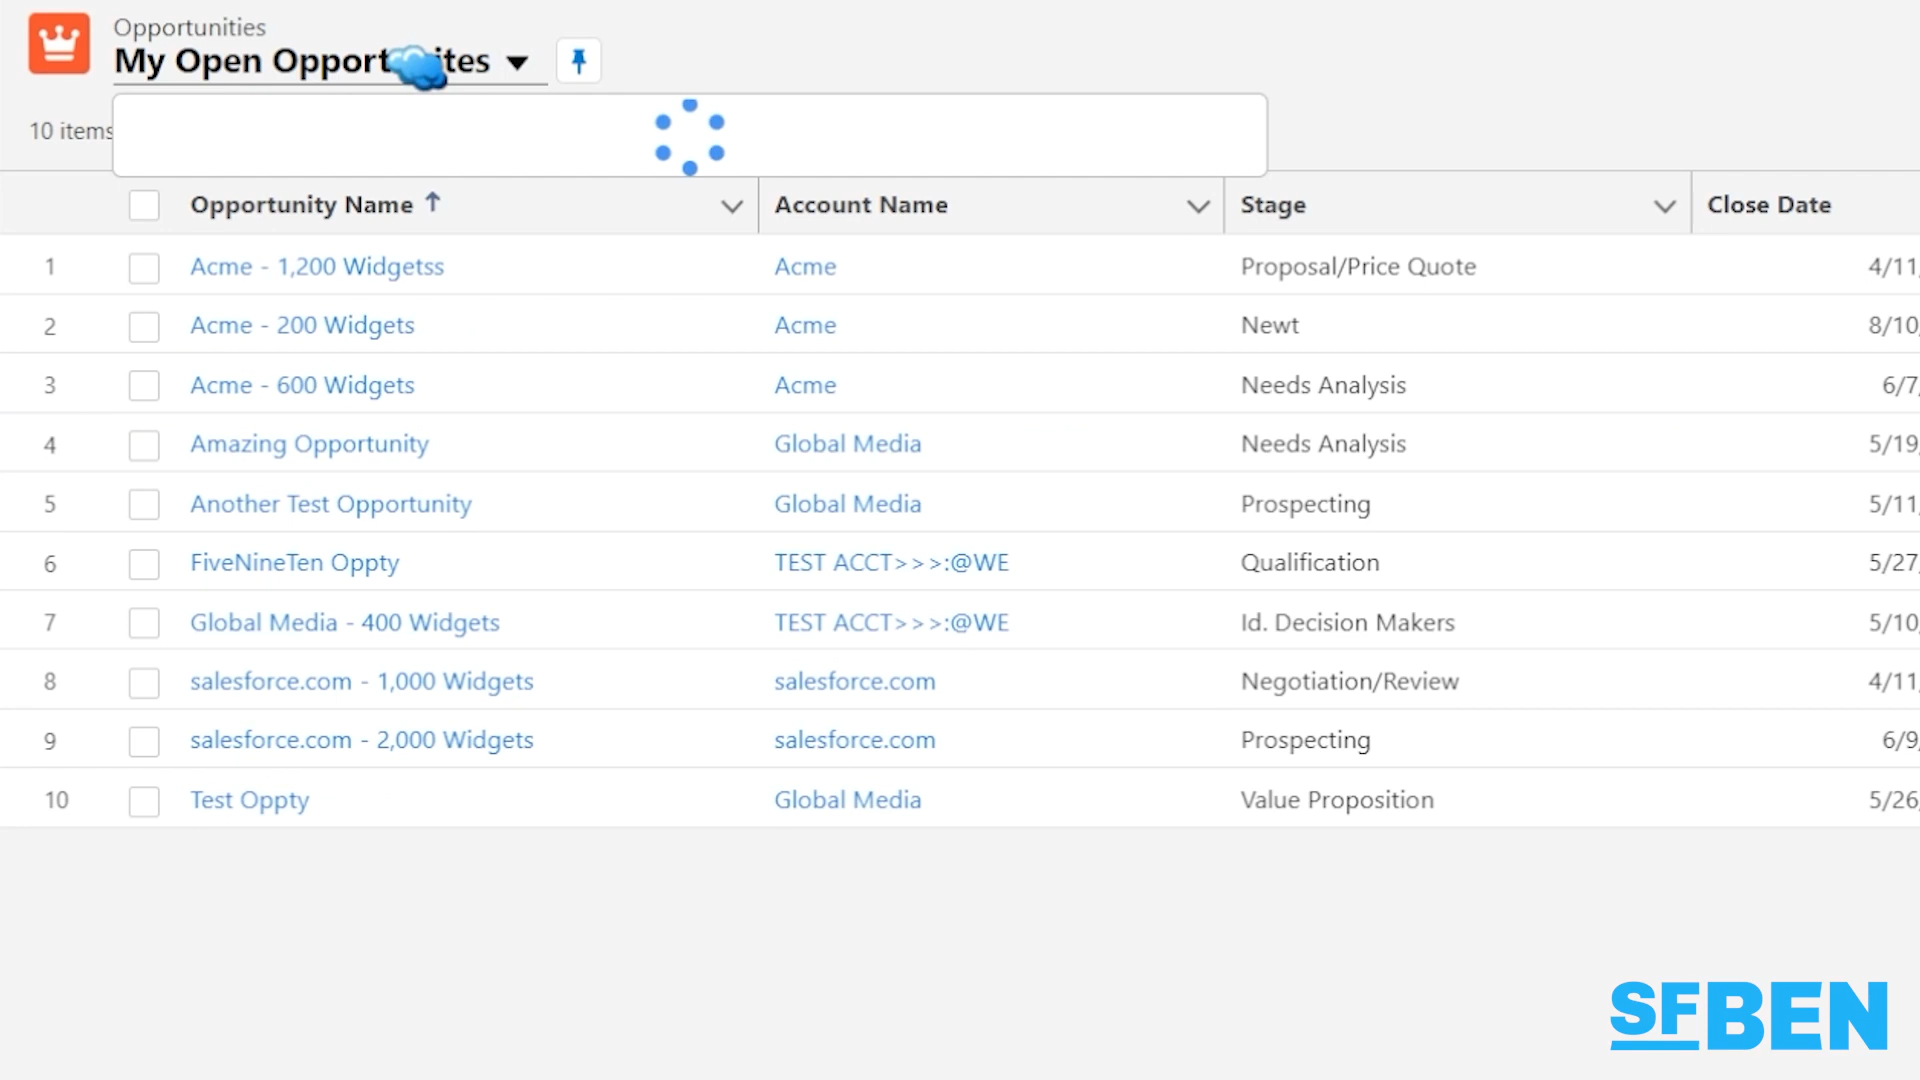 Opportunities
My Open Opport ites
10 items
Opportunity Name Account Name Stage Close Date
1 Acme - 1,200 Widgetss Acme Proposal/Price Quote 4/11
2 Acme - 200 Widgets Acme Newt 8/10
3 Acme - 600 Widgets Acme Needs Analysis 6/7
4 Amazing Opportunity Global Media Needs Analysis 5/19
5 Another Test Opportunity Global Media Prospecting 5/11
6 FiveNineTen Oppty TEST ACCT>>>:@WE Qualification 5/27
7 Global Media - 400 Widgets TEST ACCT>>>:@WE Id. Decision Makers 5/10
8 salesforce.com - 1,000 Widgets salesforce.com Negotiation/Review 4/11
9 salesforce.com - 2,000 Widgets salesforce.com Prospecting 6/9
10 Test Oppty Global Media Value Proposition 5/26
SFBEN